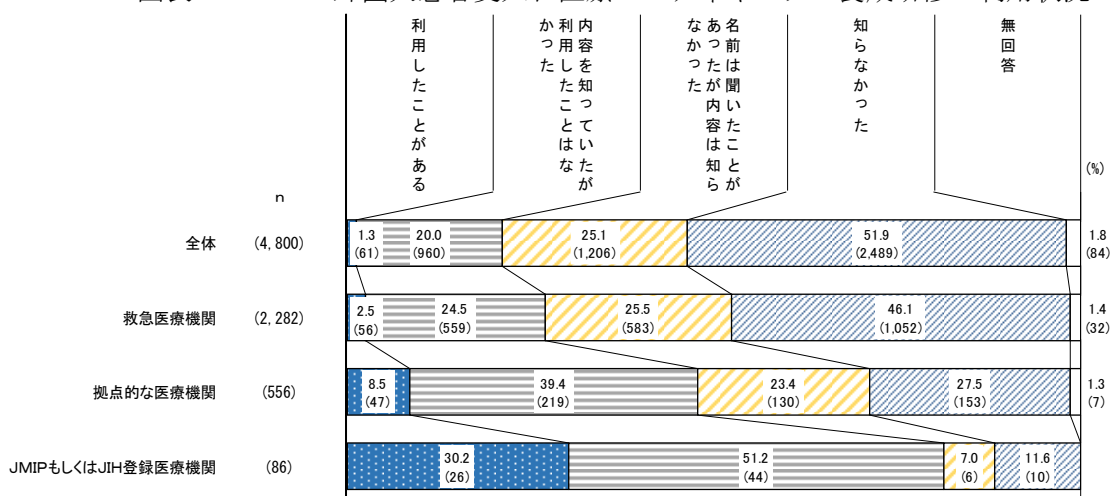 利用したことがある
内容を知っていたが
利用したことはな
かった
名前は聞いたことが
あったが内容は知ら
なかった
知らなかった
無回答
(%)
n
全体 (4,800) 1.3 (61) 20.0 (960) 25.1 (1,206) 51.9 (2,489) 1.8 (84)
救急医療機関 (2,282) 2.5 (56) 24.5 (559) 25.5 (583) 46.1 (1,052) 1.4 (32)
拠点的な医療機関 (556) 8.5 (47) 39.4 (219) 23.4 (130) 27.5 (153) 1.3 (7)
JMIPもしくはJIH登録医療機関 (86) 30.2 (26) 51.2 (44) 7.0 (6) 11.6 (10)